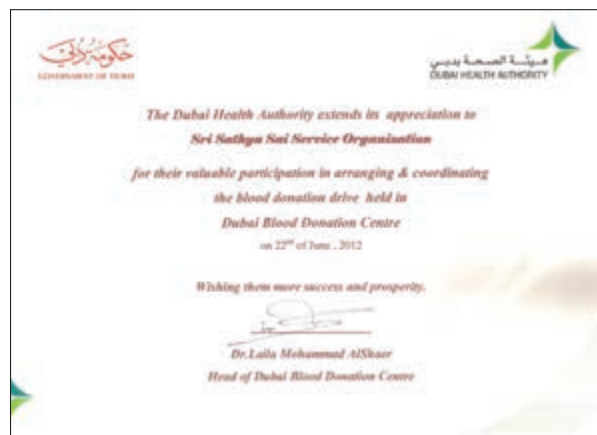 حكومة دبي
GOVERNMENT OF DUBAI
هيئة الصحة بدبي
DUBAI HEALTH AUTHORITY
The Dubai Health Authority extends its appreciation to
Sri Sathya Sai Service Organisation
for their valuable participation in arranging & coordinating
the blood donation drive held in
Dubai Blood Donation Centre
on 22nd of June , 2012
Wishing them more success and prosperity.
Dr.Laila Mohammad AlShaer
Head of Dubai Blood Donation Centre